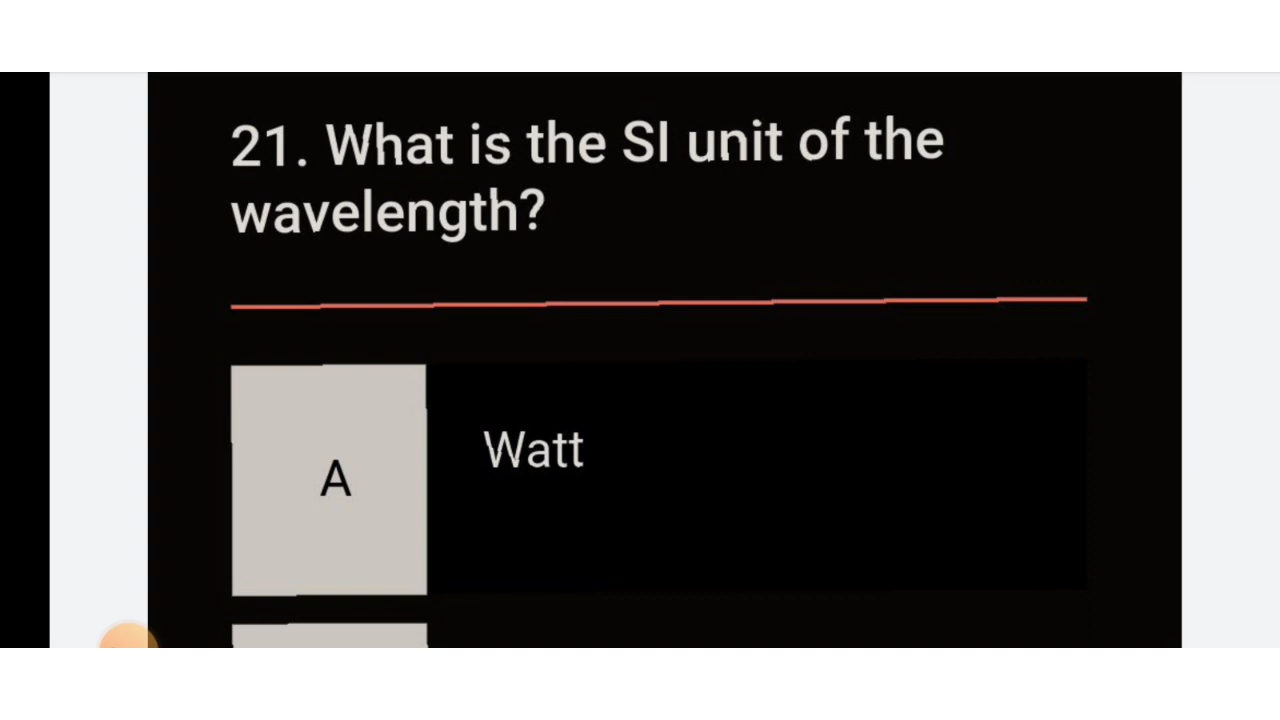 21. What is the SI unit of the
wavelength?
A
Watt